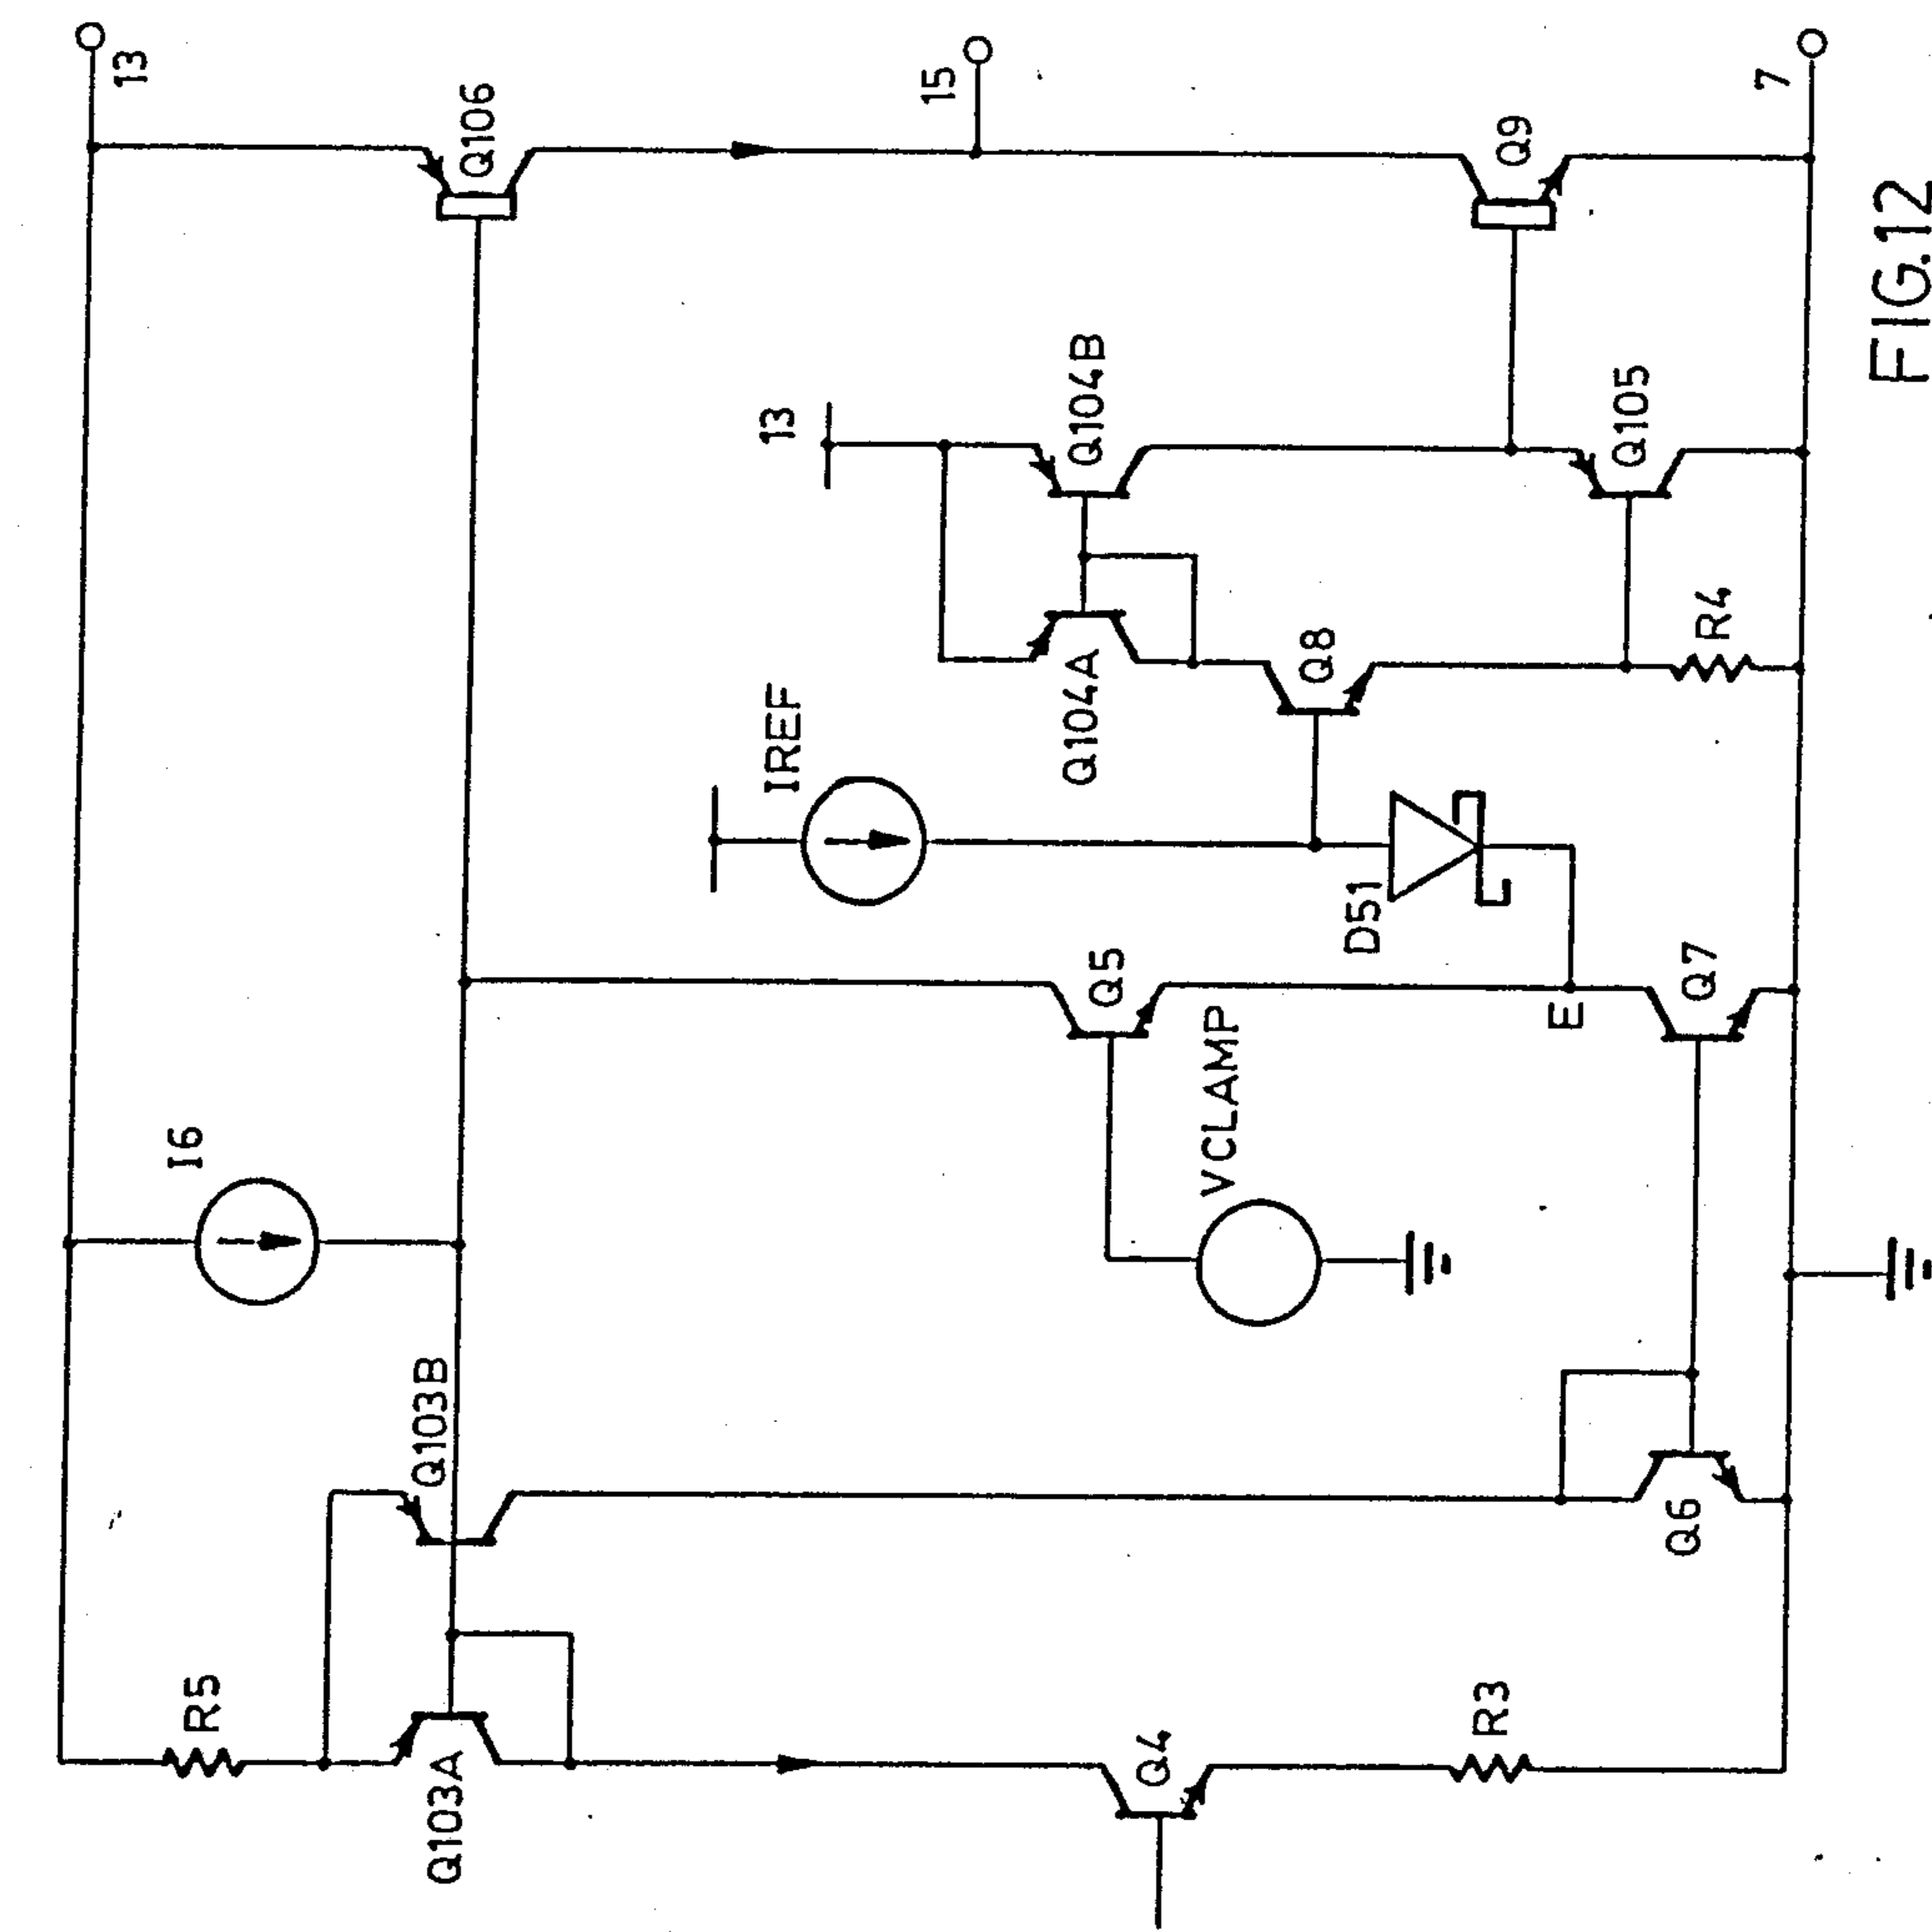 13
Q106
15
Q9
7
Q104B
13
Q105
R4
Q8
Q104A
IREF
D51
Q5
E
Q7
VCLAMP
I6
Q103B
Q6
R5
Q103A
Q4
R3
FIG.12